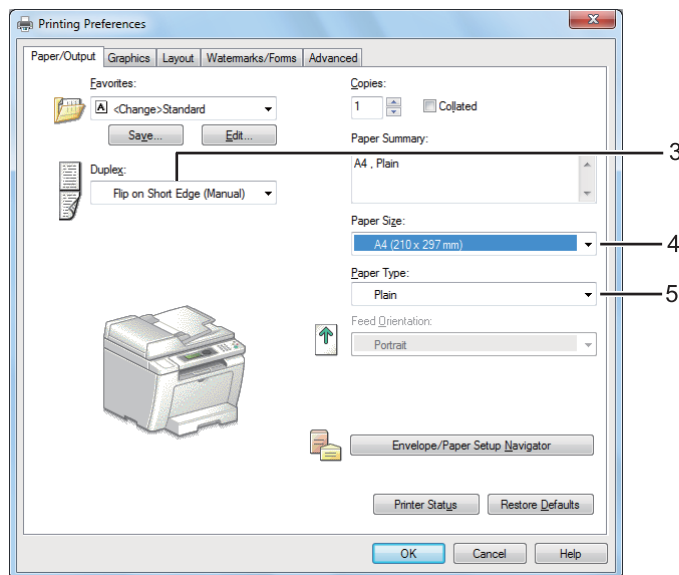 Printing Preferences
Paper/Output Graphics Layout Watermarks/Forms Advanced
Favorites:
A <Change>Standard
Save... Edit...
Duplex:
Flip on Short Edge (Manual)
Copies:
1 Collated
Paper Summary:
A4 , Plain
3
Paper Size:
A4 (210 x 297 mm)
4
Paper Type:
Plain
5
Feed Orientation:
Portrait
Envelope/Paper Setup Navigator
Printer Status Restore Defaults
OK Cancel Help